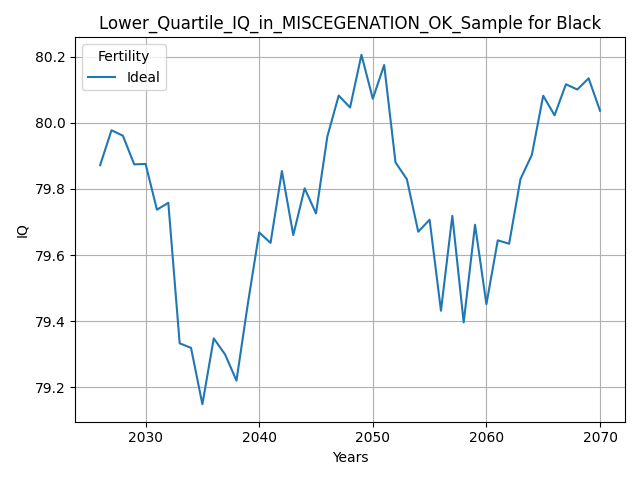 Lower_Quartile_IQ_in_MISCEGENATION_OK_Sample for Black
Fertility
Ideal
80.2
80.0
79.8
79.6
79.4
79.2
IQ
2030 2040 2050 2060 2070
Years